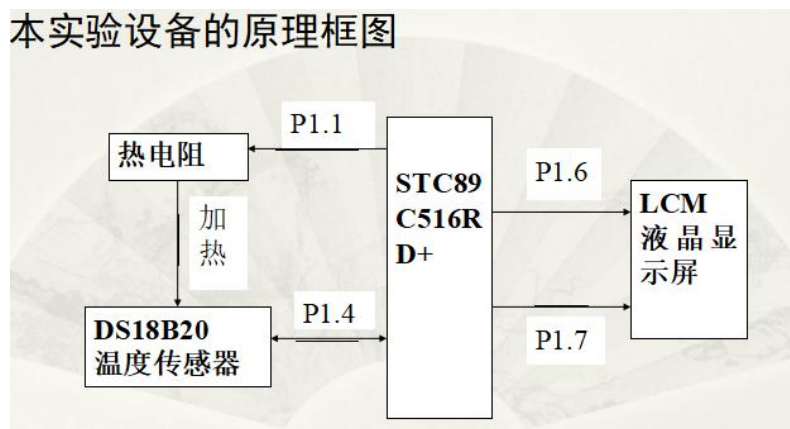 本实验设备的原理框图
P1.1
热电阻
加
热
DS18B20
温度传感器
P1.4
STC89
C516R
D+
P1.6
P1.7
LCM
液晶显
示屏